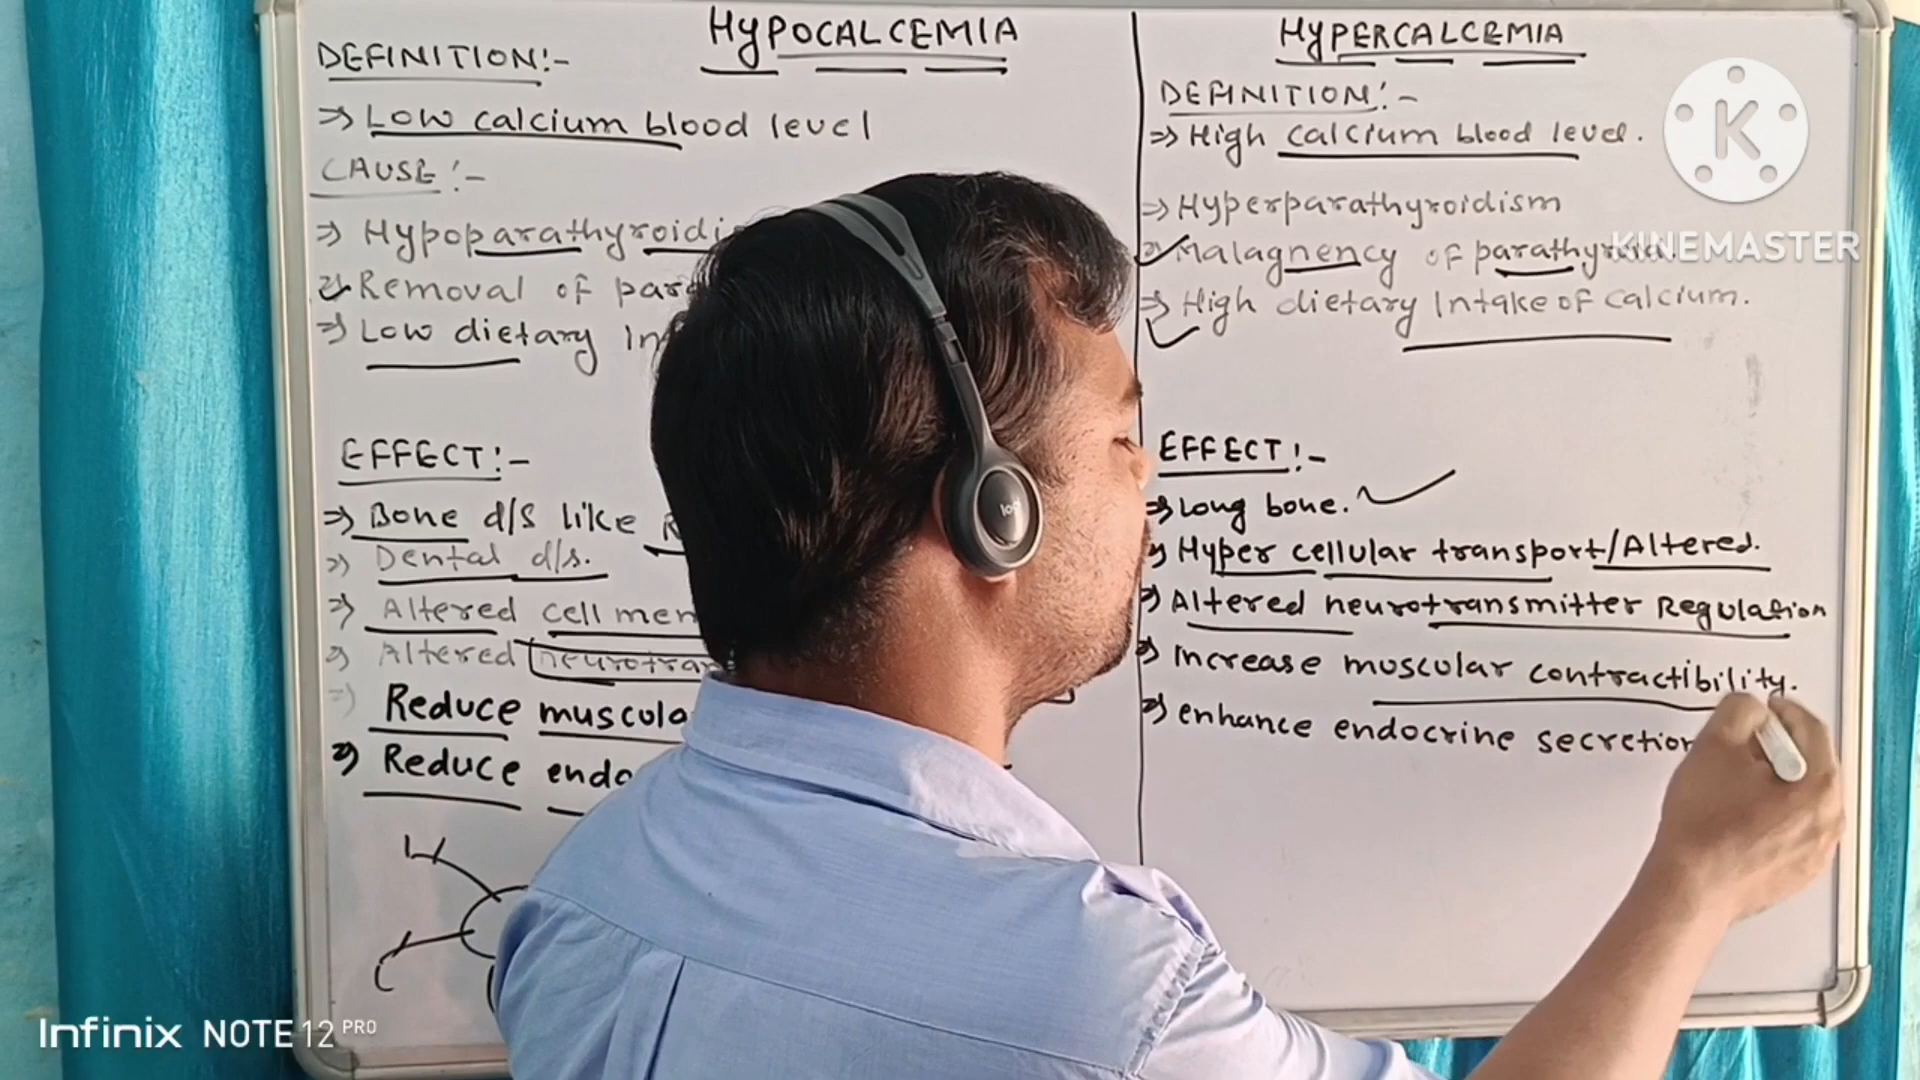 HYPOCALCEMIA
DEFINITION:-
⇒ Low calcium blood level
CAUSE:-
⇒ Hypoparathyroidi
⇒ Removal of par
⇒ Low dietary in
EFFECT:-
⇒ Bone d/s like R
⇒ Dental d/s.
⇒ Altered cell mem
⇒ Altered neurotran
⇒ Reduce muscula
⇒ Reduce endo
HYPERCALCEMIA
DEFINITION:-
⇒ High calcium blood level.
⇒ Hyperparathyroidism
⇒ Malagnency of parathyroid.
⇒ High dietary Intake of calcium.
EFFECT:-
⇒ Long bone.
⇒ Hyper cellular transport/Altered.
⇒ Altered neurotransmitter Regulation
⇒ increase muscular contractibility.
⇒ enhance endocrine secretion
K
KINEMASTER
logi
Infinix NOTE 12 PRO